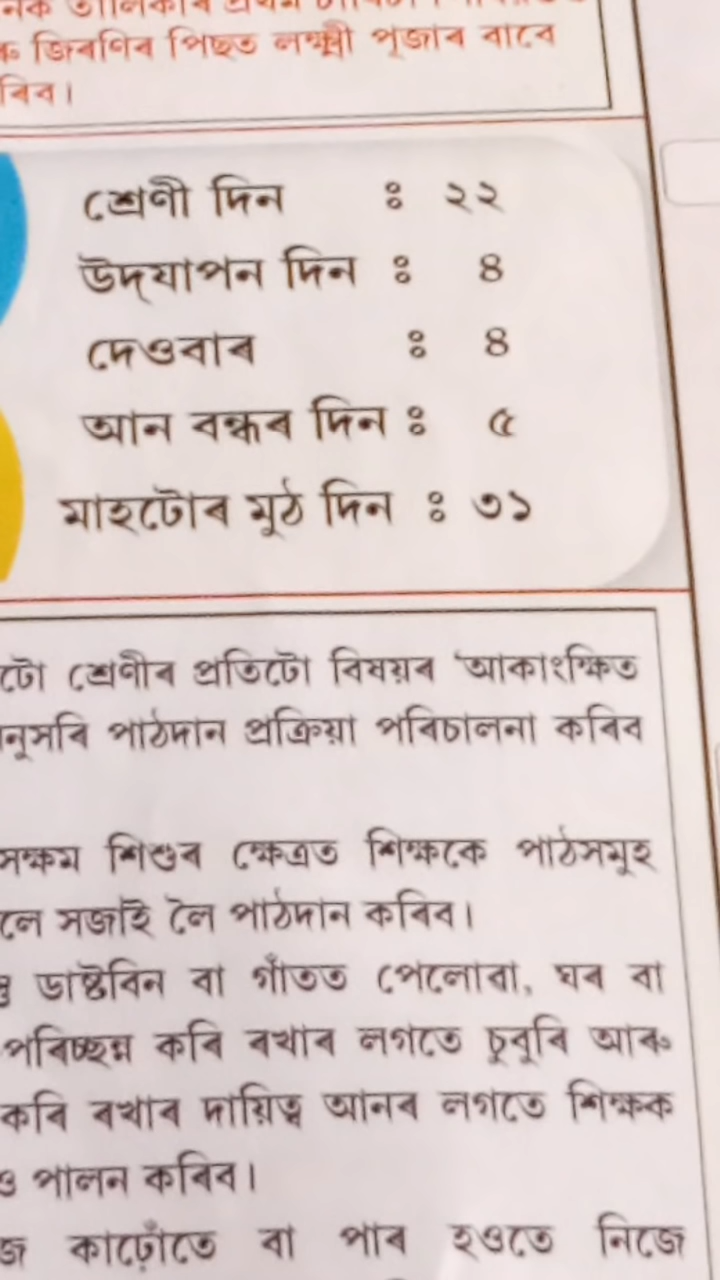 তালিকাৰ প্ৰথম
জিৰণিৰ পিছত লক্ষ্মী পূজাৰ বাবে
ৰিব।
শ্ৰেণী দিন : ২২
উদযাপন দিন : ৪
দেওবাৰ : ৪
আন বন্ধৰ দিন : ৫
মাহটোৰ মুঠ দিন : ৩১
টো শ্ৰেণীৰ প্ৰতিটো বিষয়ৰ আকাংক্ষিত
নুসৰি পাঠদান প্ৰক্ৰিয়া পৰিচালনা কৰিব
সক্ষম শিশুৰ ক্ষেত্ৰত শিক্ষকে পাঠসমূহ
লে সজাই লৈ পাঠদান কৰিব।
ডাষ্টবিন বা গাঁতত পেলোৱা, ঘৰ বা
পৰিচ্ছন্ন কৰি ৰখাৰ লগতে চুবুৰি আৰু
কৰি ৰখাৰ দায়িত্ব আনৰ লগতে শিক্ষক
ও পালন কৰিব।
জ কাঢ়োঁতে বা পাৰ হওতে নিজে